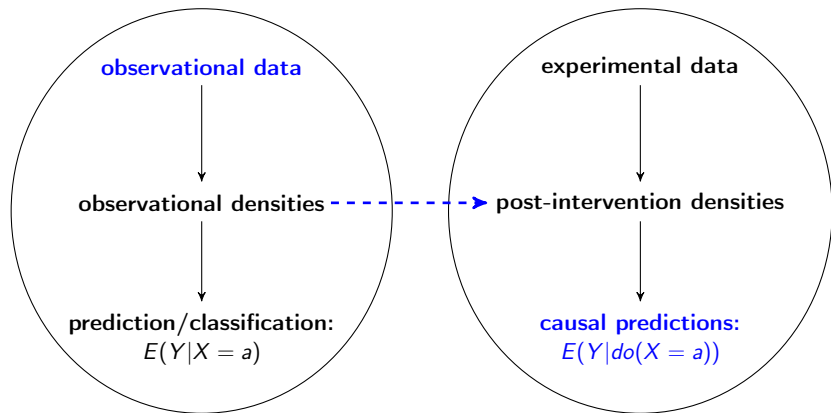 observational data
observational densities
prediction/classification:
E(Y|X = a)
experimental data
post-intervention densities
causal predictions:
E(Y|do(X = a))